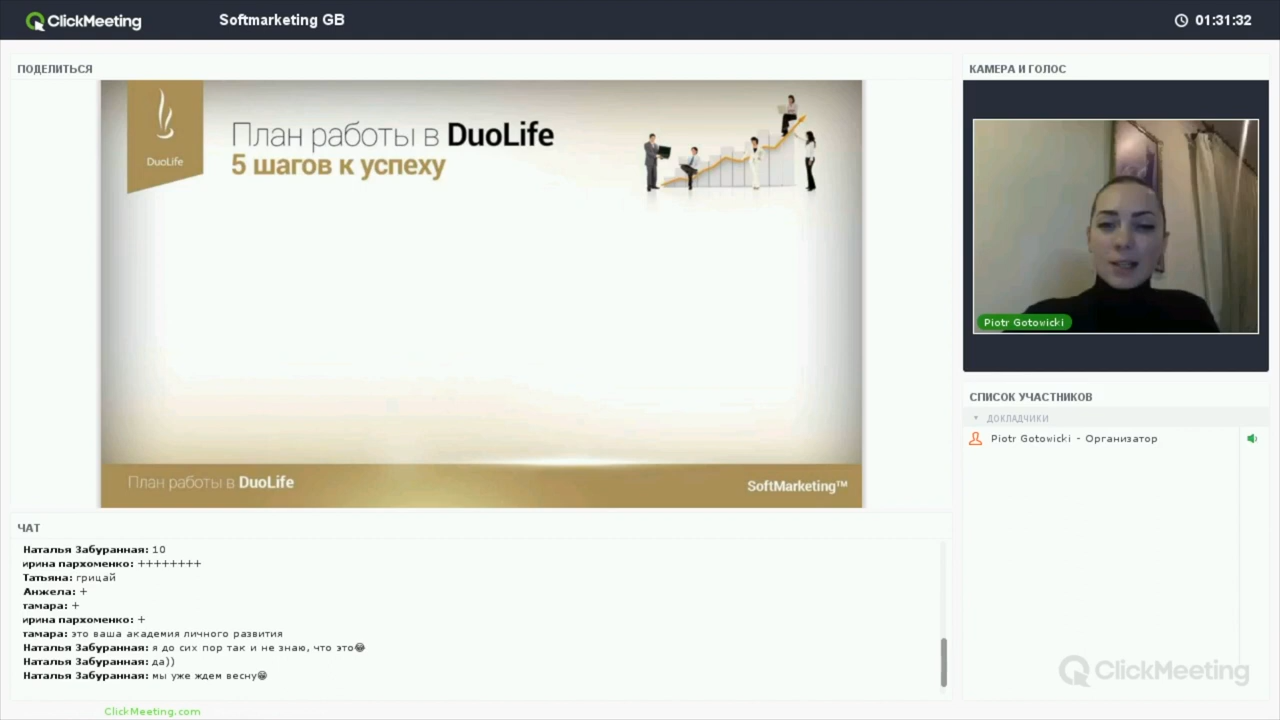 ClickMeeting
Softmarketing GB
01:31:32
ПОДЕЛИТЬСЯ
DuoLife
План работы в DuoLife
5 шагов к успеху
План работы в DuoLife
SoftMarketing™
КАМЕРА И ГОЛОС
Piotr Gotowicki
СПИСОК УЧАСТНИКОВ
ДОКЛАДЧИКИ
Piotr Gotowicki - Организатор
ЧАТ
Наталья Забуранная: 10
ирина пархоменко: ++++++++
Татьяна: грицай
Анжела: +
тамара: +
ирина пархоменко: +
тамара: это ваша академия личного развития
Наталья Забуранная: я до сих пор так и не знаю, что это😂
Наталья Забуранная: да))
Наталья Забуранная: мы уже ждем весну😁
ClickMeeting
ClickMeeting.com